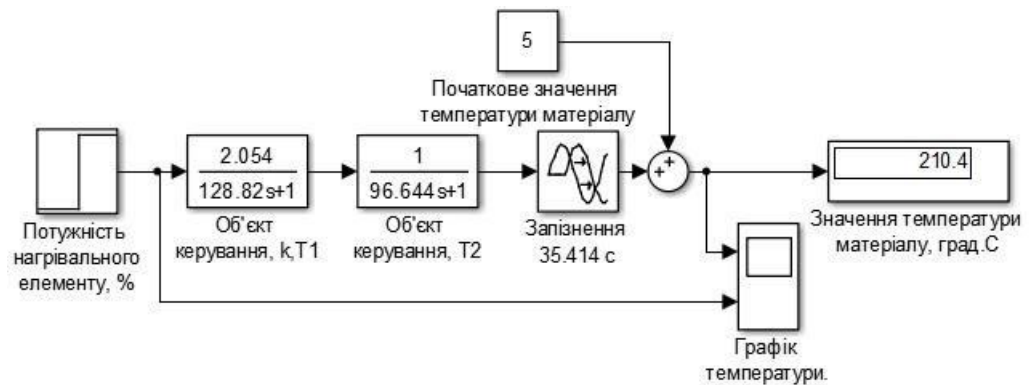 5
Початкове значення
температури матеріалу
2.054
128.82s+1
1
96.644s+1
210.4
Потужність
нагрівального
елементу, %
Об'єкт
керування, k,T1
Об'єкт
керування, T2
Запізнення
35.414 с
+
+
Значення температури
матеріалу, град.С
Графік
температури.